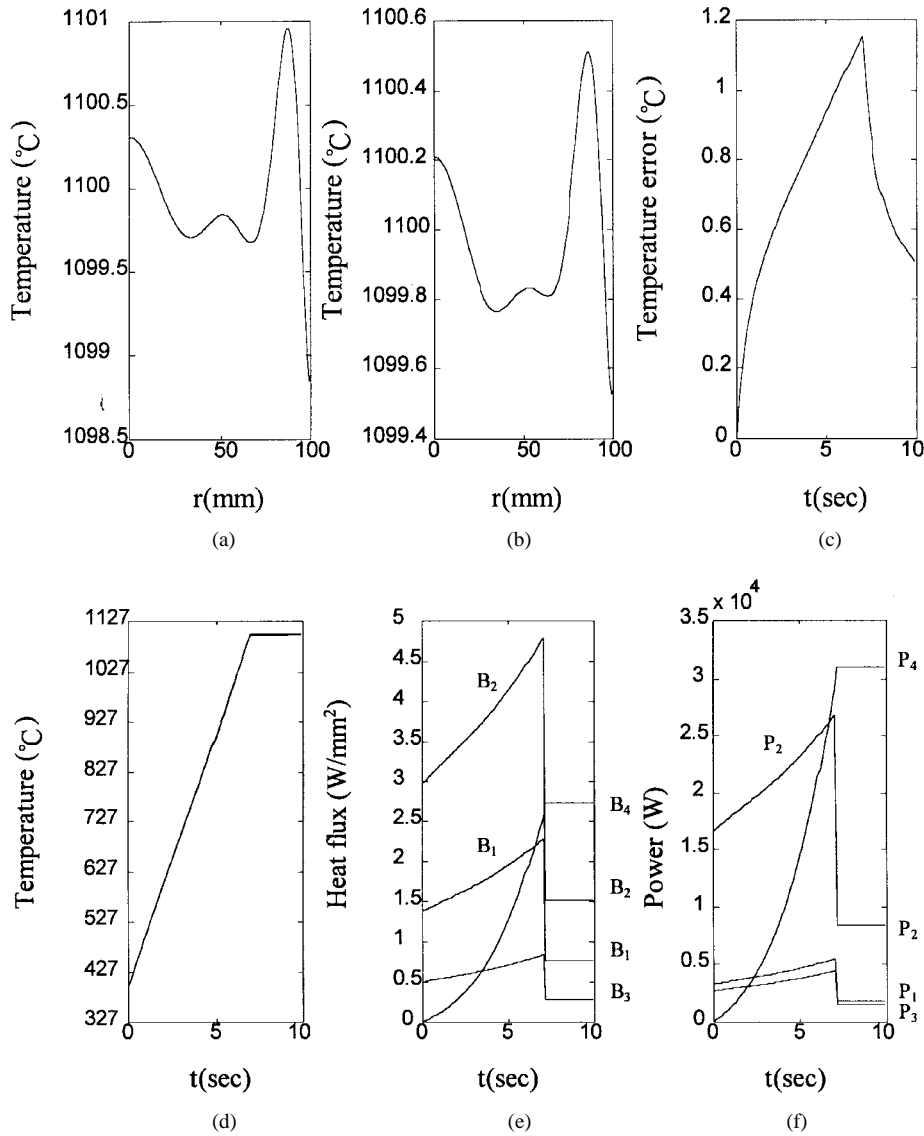 Temperature (℃)
1101
1100.5
1100
1099.5
1099
1098.5
0
50
100
r(mm)
(a)
Temperature (℃)
1100.6
1100.4
1100.2
1100
1099.8
1099.6
1099.4
0
50
100
r(mm)
(b)
Temperature error (℃)
1.2
1
0.8
0.6
0.4
0.2
0
0
5
10
t(sec)
(c)
Temperature (℃)
1127
1027
927
827
727
627
527
427
327
0
5
10
t(sec)
(d)
Heat flux (W/mm²)
5
4.5
4
3.5
3
2.5
2
1.5
1
0.5
0
B₂
B₁
B₄
B₂
B₁
B₃
0
5
10
t(sec)
(e)
Power (W)
x 10⁴
3.5
3
2.5
2
1.5
1
0.5
0
P₂
P₄
P₂
P₁
P₃
0
5
10
t(sec)
(f)